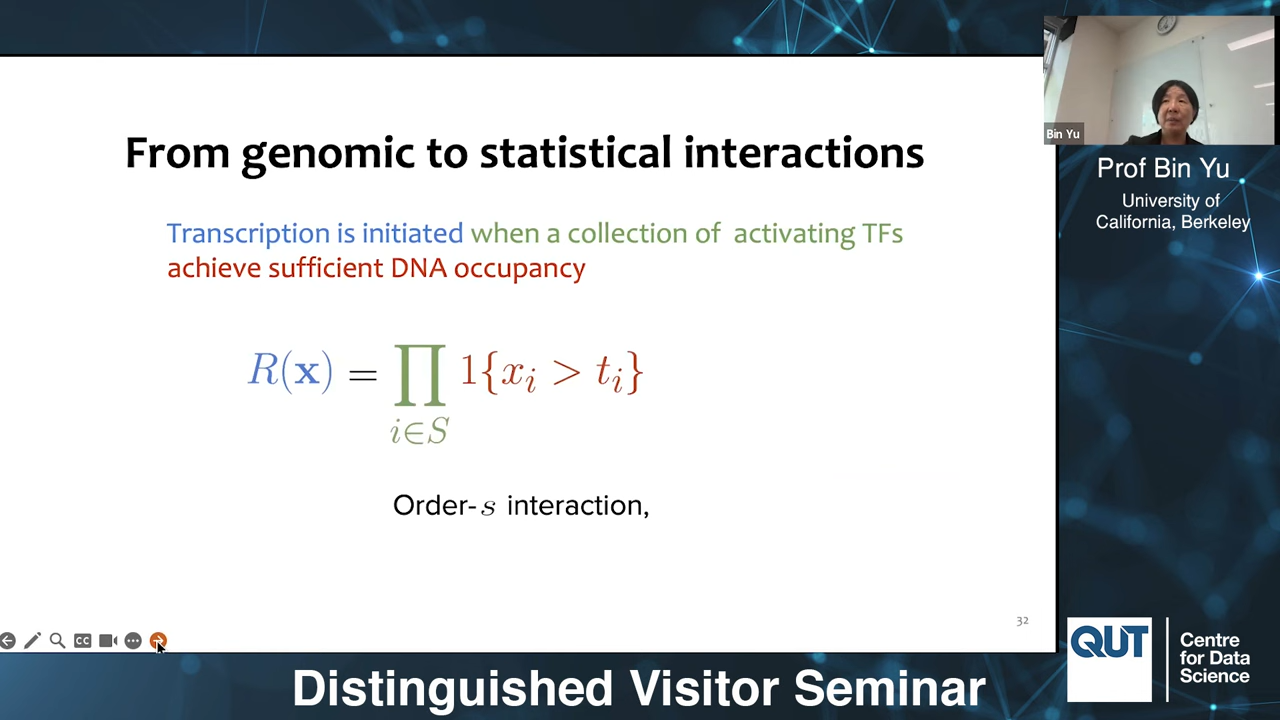 From genomic to statistical interactions
Transcription is initiated when a collection of activating TFs
achieve sufficient DNA occupancy
R(x) = ∏ 1{x_i > t_i}
i∈S
Order-s interaction,
32
CC
Bin Yu
Prof Bin Yu
University of
California, Berkeley
QUT
Centre
for Data
Science
Distinguished Visitor Seminar